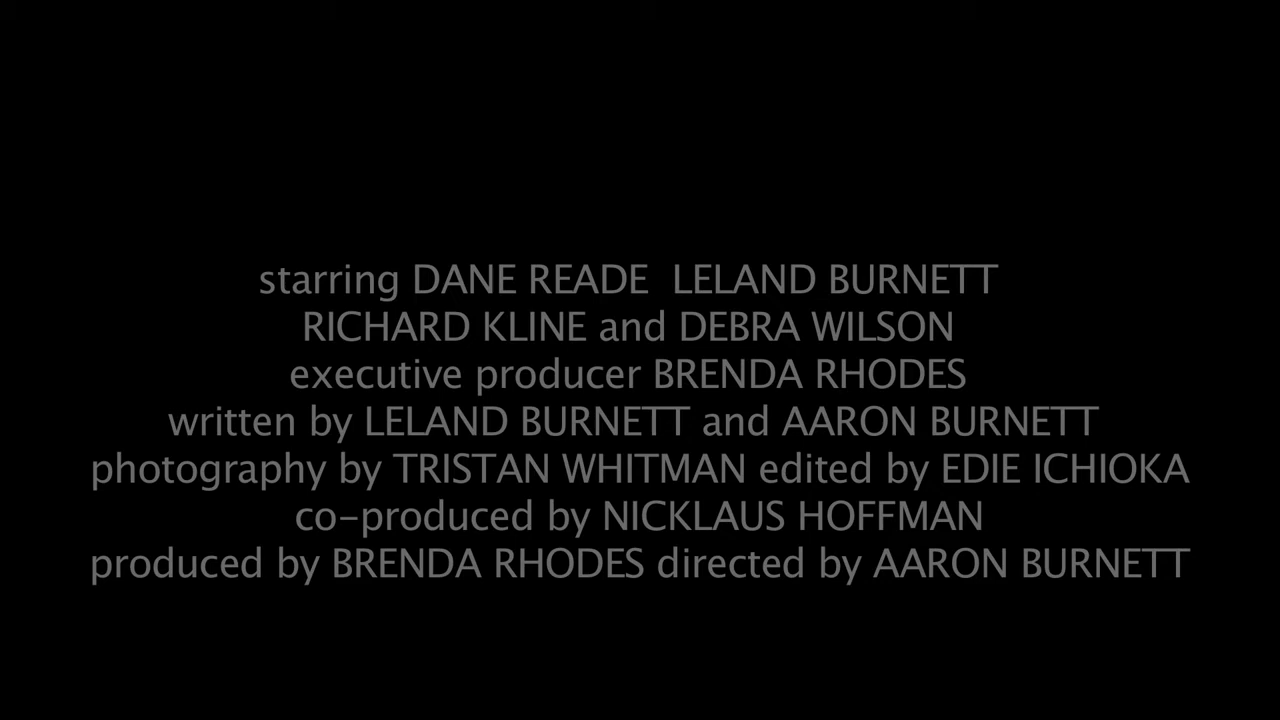 starring DANE READE  LELAND BURNETT
RICHARD KLINE and DEBRA WILSON
executive producer BRENDA RHODES
written by LELAND BURNETT and AARON BURNETT
photography by TRISTAN WHITMAN edited by EDIE ICHIOKA
co-produced by NICKLAUS HOFFMAN
produced by BRENDA RHODES directed by AARON BURNETT